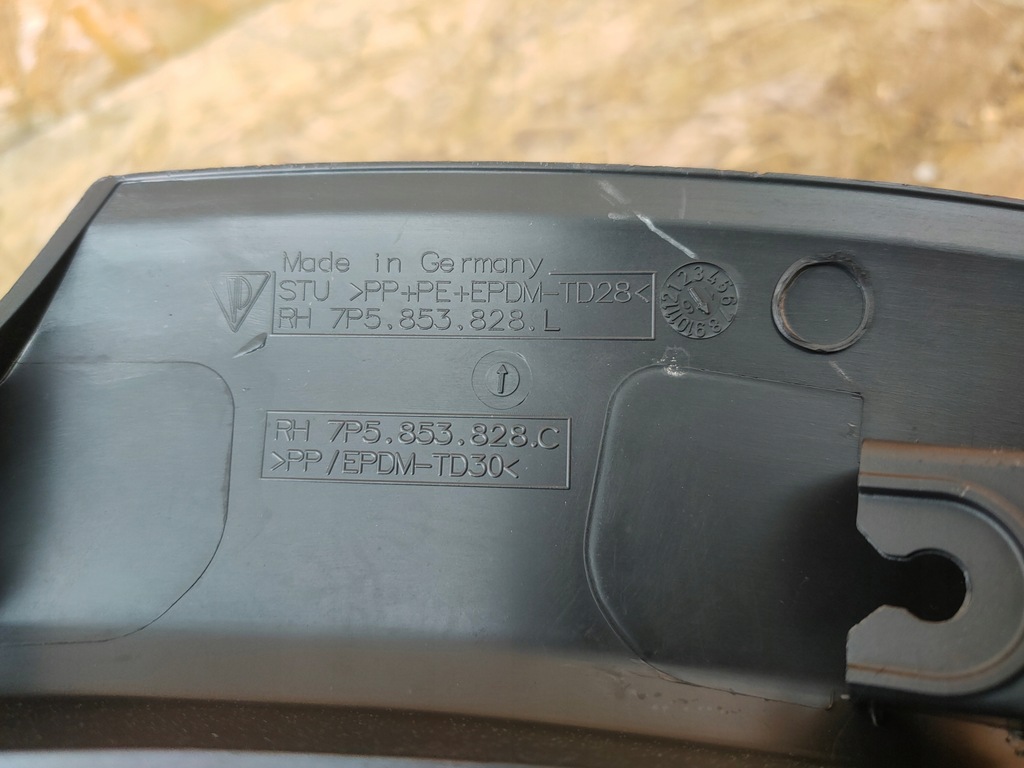 Made in Germany
STU >PP+PE+EPDM-TD28<
RH 7P5.853.828.L
RH 7P5.853.828.C
>PP/EPDM-TD30<